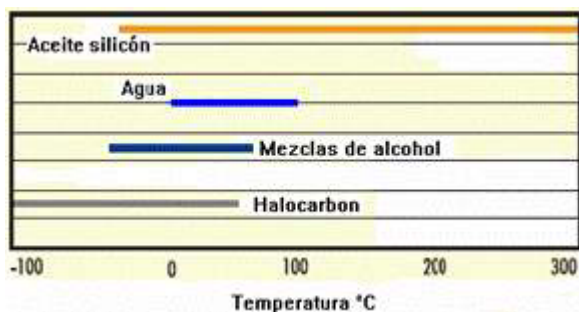 Aceite silicón
Agua
Mezclas de alcohol
Halocarbon
-100 0 100 200 300
Temperatura °C